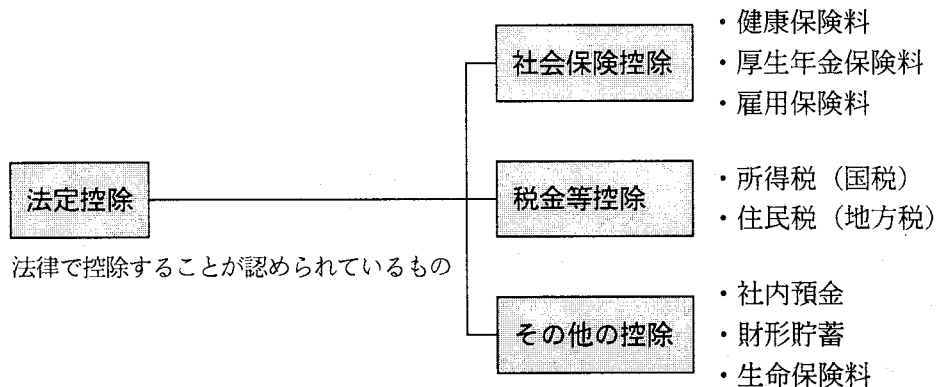 法定控除
法律で控除することが認められているもの
社会保険控除
・健康保険料
・厚生年金保険料
・雇用保険料
税金等控除
・所得税（国税）
・住民税（地方税）
その他の控除
・社内預金
・財形貯蓄
・生命保険料